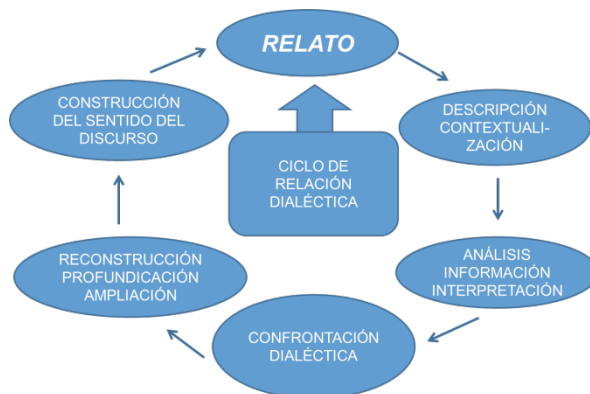 RELATO
DESCRIPCIÓN
CONTEXTUALI-
ZACIÓN
ANÁLISIS
INFORMACIÓN
INTERPRETACIÓN
CONFRONTACIÓN
DIALÉCTICA
RECONSTRUCCIÓN
PROFUNDICACIÓN
AMPLIACIÓN
CONSTRUCCIÓN
DEL SENTIDO DEL
DISCURSO
CICLO DE
RELACIÓN
DIALÉCTICA